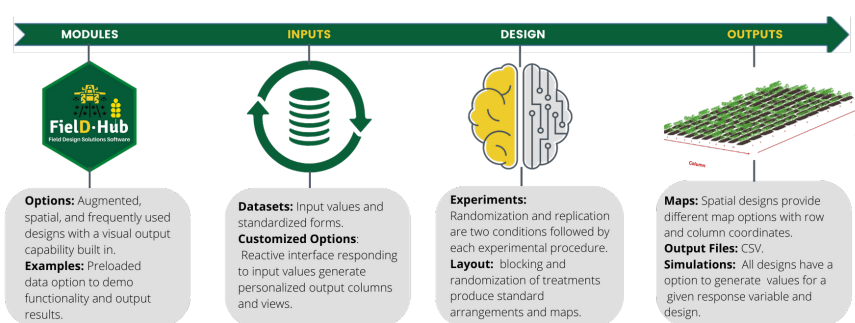 MODULES
INPUTS
DESIGN
OUTPUTS
FielD-Hub
Field Design Solutions Software
Column
Options: Augmented,
spatial, and frequently used
designs with a visual output
capability built in.
Examples: Preloaded
data option to demo
functionality and output
results.
Datasets: Input values and
standardized forms.
Customized Options:
Reactive interface responding
to input values generate
personalized output columns
and views.
Experiments:
Randomization and replication
are two conditions followed by
each experimental procedure.
Layout: blocking and
randomization of treatments
produce standard
arrangements and maps.
Maps: Spatial designs provide
different map options with row
and column coordinates.
Output Files: CSV.
Simulations: All designs have a
option to generate values for a
given response variable and
design.